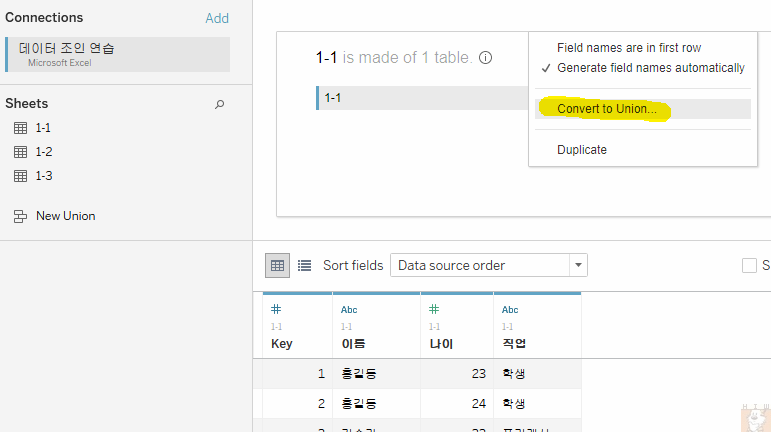 Connections
Add
데이터 조인 연습
Microsoft Excel
Sheets
1-1
1-2
1-3
New Union
1-1 is made of 1 table.
1-1
Field names are in first row
Generate field names automatically
Convert to Union...
Duplicate
Sort fields
Data source order
S
# Abc # Abc
1-1 1-1 1-1 1-1
Key 이름 나이 직업
1 홍길동 23 학생
2 홍길동 24 학생